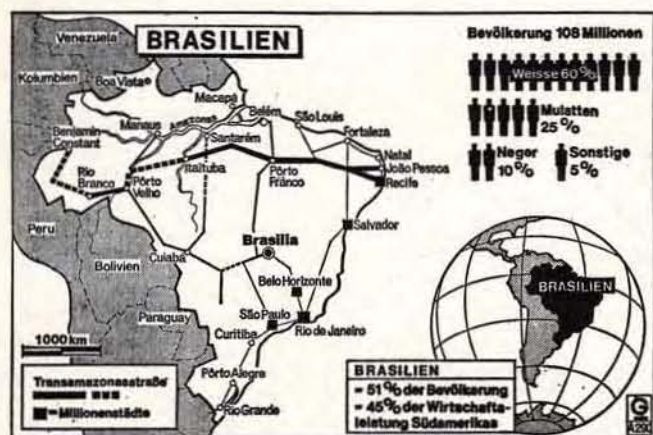 BRASILIEN
Venezuela
Kolumbien
Boa Vista
Macapá
Belém
São Louis
Fortaleza
Benjamin
Constant
Manaus
Amazonas
Santarém
Natal
João Pessoa
Recife
Rio
Branco
Pôrto
Velho
Itaituba
Pôrto
Franco
Peru
Salvador
Bolivien
Cuiabá
Brasilia
Belo Horizonte
Paraguay
São Paulo
Rio de Janeiro
Curitiba
Pôrto Alegre
Rio Grande
1000 km
Transamazonasstraße
=Millionenstädte
Bevölkerung 108 Millionen
Weisse 60%
Mulatten
25%
Neger
10%
Sonstige
5%
BRASILIEN
BRASILIEN
= 51% der Bevölkerung
= 45% der Wirtschafts-
leistung Südamerikas
G
A290